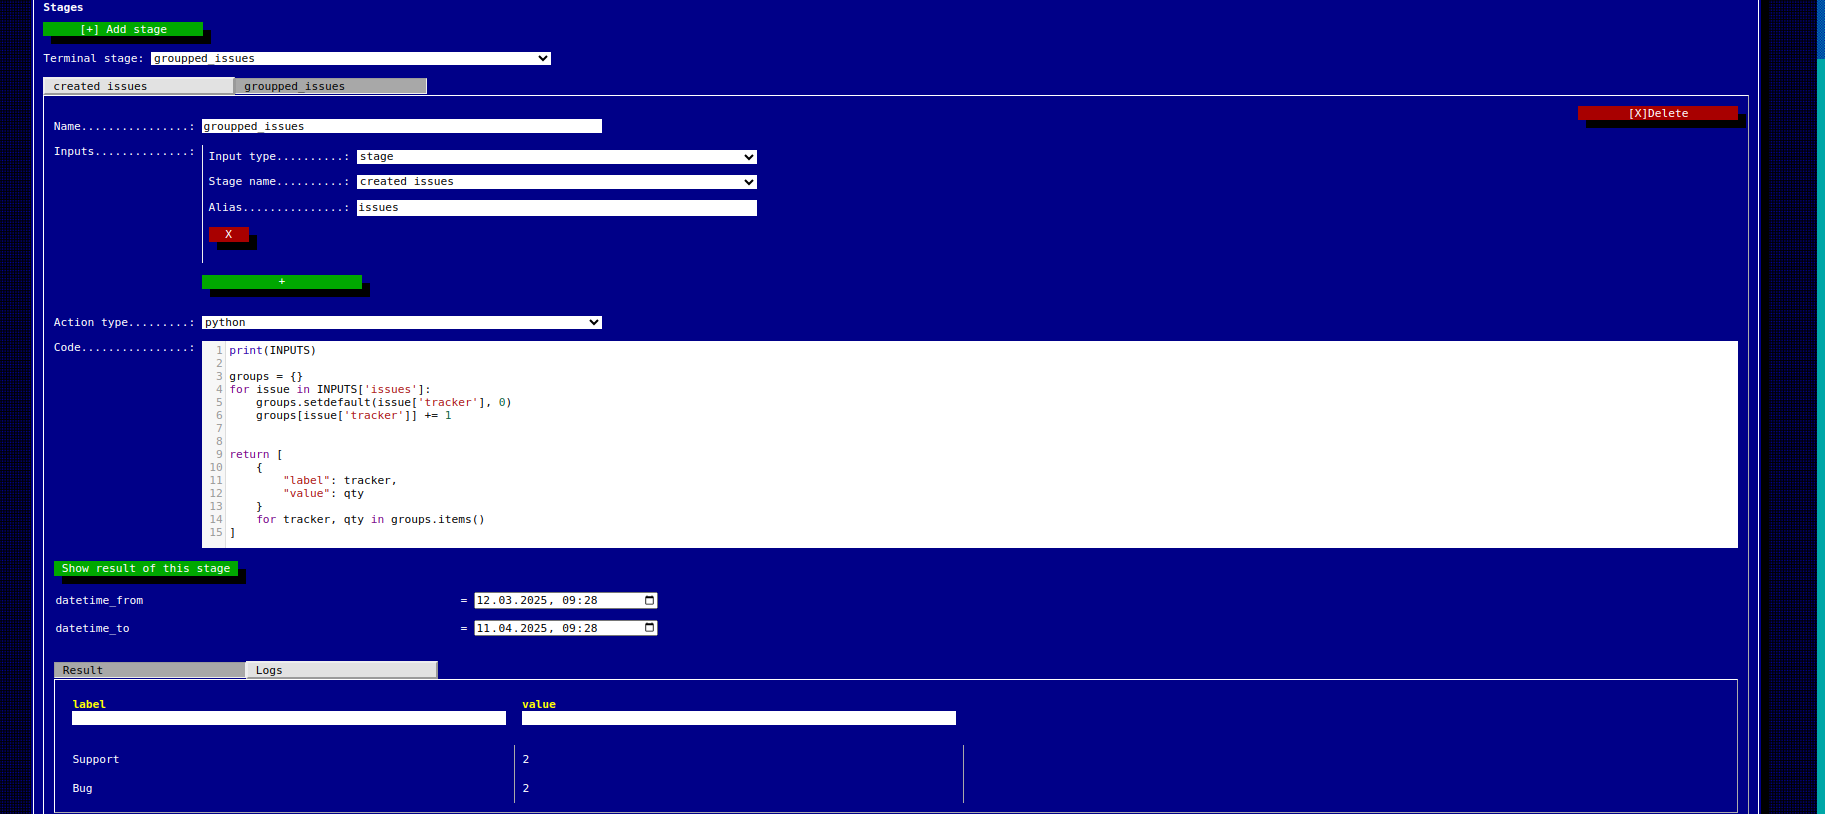 Stages
[+] Add stage
Terminal stage: groupped_issues
created issues groupped_issues
[X]Delete
Name................: groupped_issues
Inputs..............: Input type..........: stage
Stage name..........: created issues
Alias...............: issues
X
+
Action type.........: python
Code................:
1 print(INPUTS)
2
3 groups = {}
4 for issue in INPUTS['issues']:
5     groups.setdefault(issue['tracker'], 0)
6     groups[issue['tracker']] += 1
7
8
9 return [
10     {
11         "label": tracker,
12         "value": qty
13     }
14     for tracker, qty in groups.items()
15 ]
Show result of this stage
datetime_from = 12.03.2025, 09:28
datetime_to = 11.04.2025, 09:28
Result Logs
label value
Support 2
Bug 2